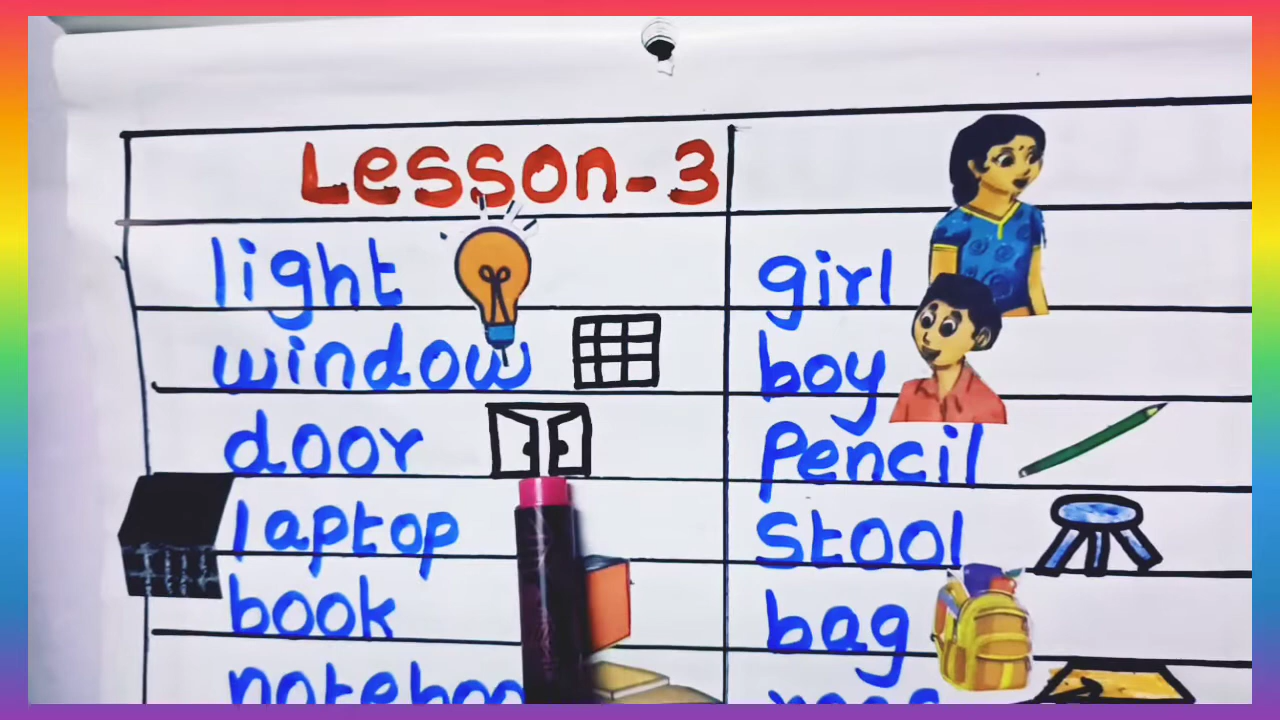 Lesson-3
light
window
door
laptop
book
girl
boy
Pencil
stool
bag